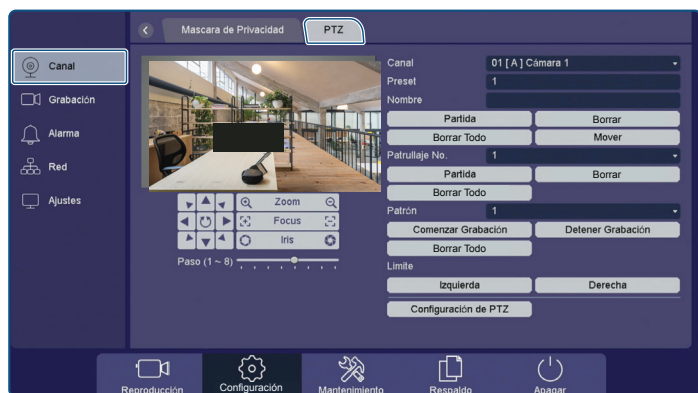 Mascara de Privacidad
PTZ
Canal
Grabación
Alarma
Red
Ajustes
Canal 01 [ A ] Cámara 1
Preset 1
Nombre
Partida Borrar
Borrar Todo Mover
Patrullaje No. 1
Partida Borrar
Borrar Todo
Patrón 1
Comenzar Grabación Detener Grabación
Borrar Todo
Limite
Izquierda Derecha
Configuración de PTZ
Zoom
Focus
Iris
Paso (1 ~ 8)
Reproducción Configuración Mantenimiento Respaldo Apagar